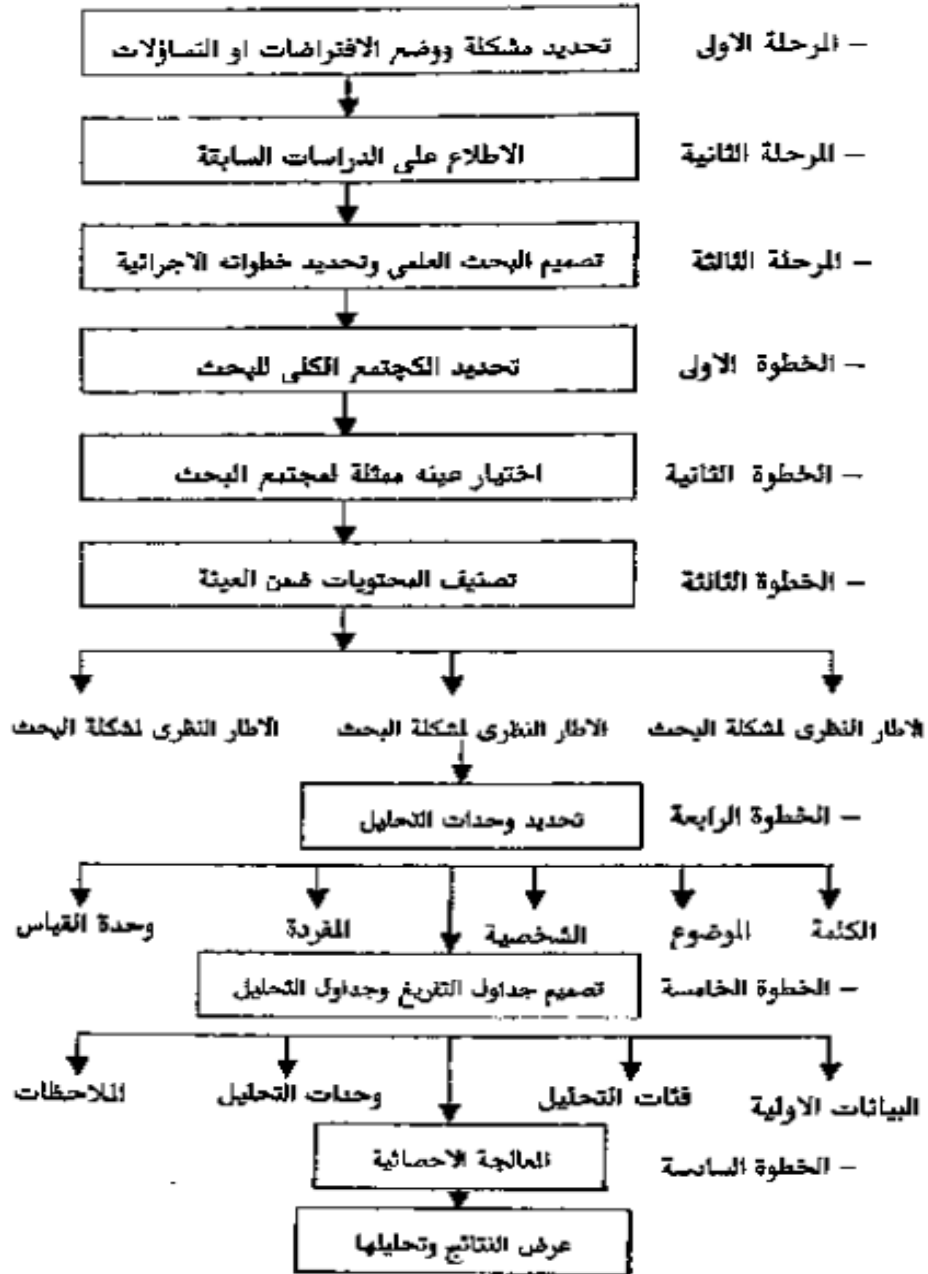 – المرحلة الاولى تحديد مشكلة ووضع الافتراضات او التساؤلات
– المرحلة الثانية الاطلاع على الدراسات السابقة
– المرحلة الثالثة تصميم البحث العلمى وتحديد خطواته الاجرائية
– الخطوة الاولى تحديد الكجتمع الكلى للبحث
– الخطوة الثانية اختيار عينه ممثلة لمجتمع البحث
– الخطوة الثالثة تصنيف المحتويات ضمن العينة
الاطار النظرى لمشكلة البحث الاطار النظرى لمشكلة البحث الاطار النظرى لمشكلة البحث
– الخطوة الرابعة تحديد وحدات التحليل
الكلمة الموضوع الشخصية المفردة وحدة القياس
– الخطوة الخامسة تصميم جداول التفريغ وجداول التحليل
البيانات الاولية فئات التحليل وحدات التحليل الملاحظات
– الخطوة السادسة المعالجة الاحصائية
عرض النتائج وتحليلها